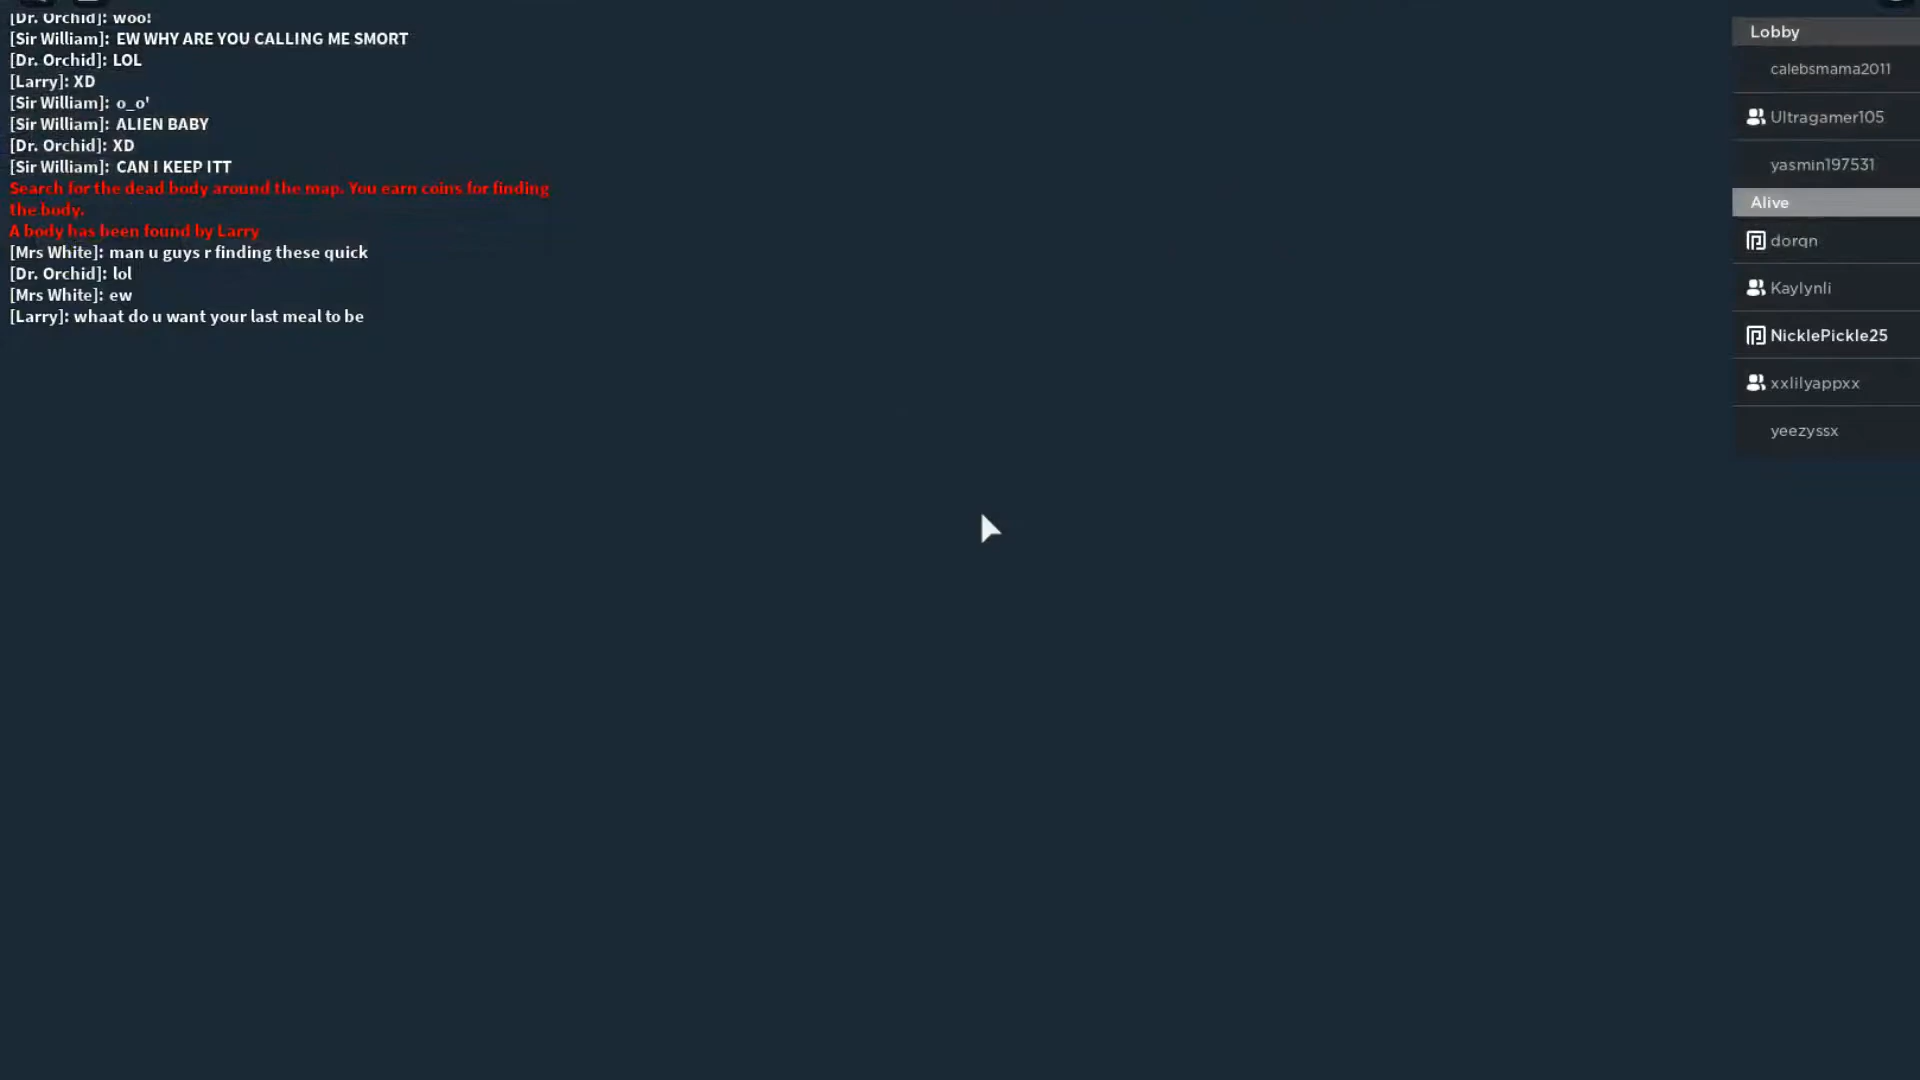 [Dr. Orchid]: woo!
[Sir William]: EW WHY ARE YOU CALLING ME SMORT
[Dr. Orchid]: LOL
[Larry]: XD
[Sir William]: o_o'
[Sir William]: ALIEN BABY
[Dr. Orchid]: XD
[Sir William]: CAN I KEEP ITT
Search for the dead body around the map. You earn coins for finding
the body.
A body has been found by Larry
[Mrs White]: man u guys r finding these quick
[Dr. Orchid]: lol
[Mrs White]: ew
[Larry]: whaat do u want your last meal to be
Lobby
calebsmama2011
Ultragamer105
yasmin197531
Alive
dorqn
Kaylynli
NicklePickle25
xxlilyappxx
yeezyssx